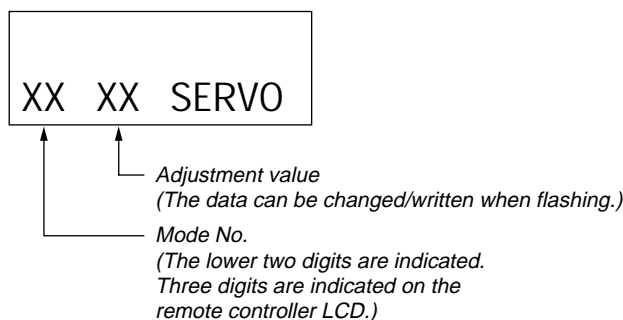 XX XX SERVO
Adjustment value
(The data can be changed/written when flashing.)
Mode No.
(The lower two digits are indicated.
Three digits are indicated on the
remote controller LCD.)